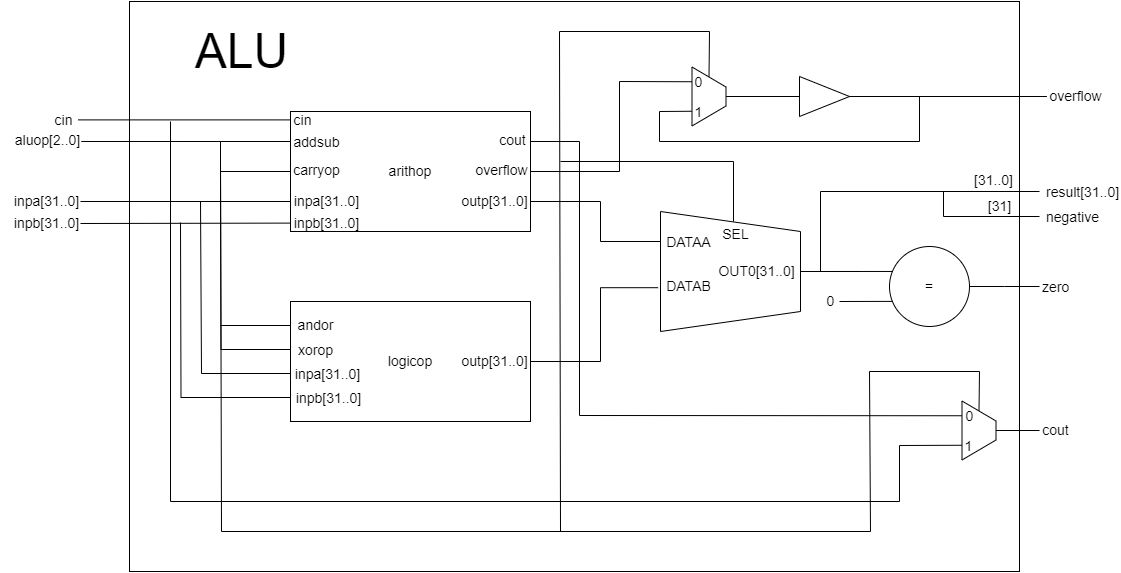 ALU
cin
aluop[2..0]
inpa[31..0]
inpb[31..0]
cin
addsub
carryop
inpa[31..0]
inpb[31..0]
arithop
cout
overflow
outp[31..0]
andor
xorop
inpa[31..0]
inpb[31..0]
logicop
outp[31..0]
0
1
overflow
DATAA
SEL
OUT0[31..0]
DATAB
[31..0]
result[31..0]
[31]
negative
=
0
zero
0
1
cout